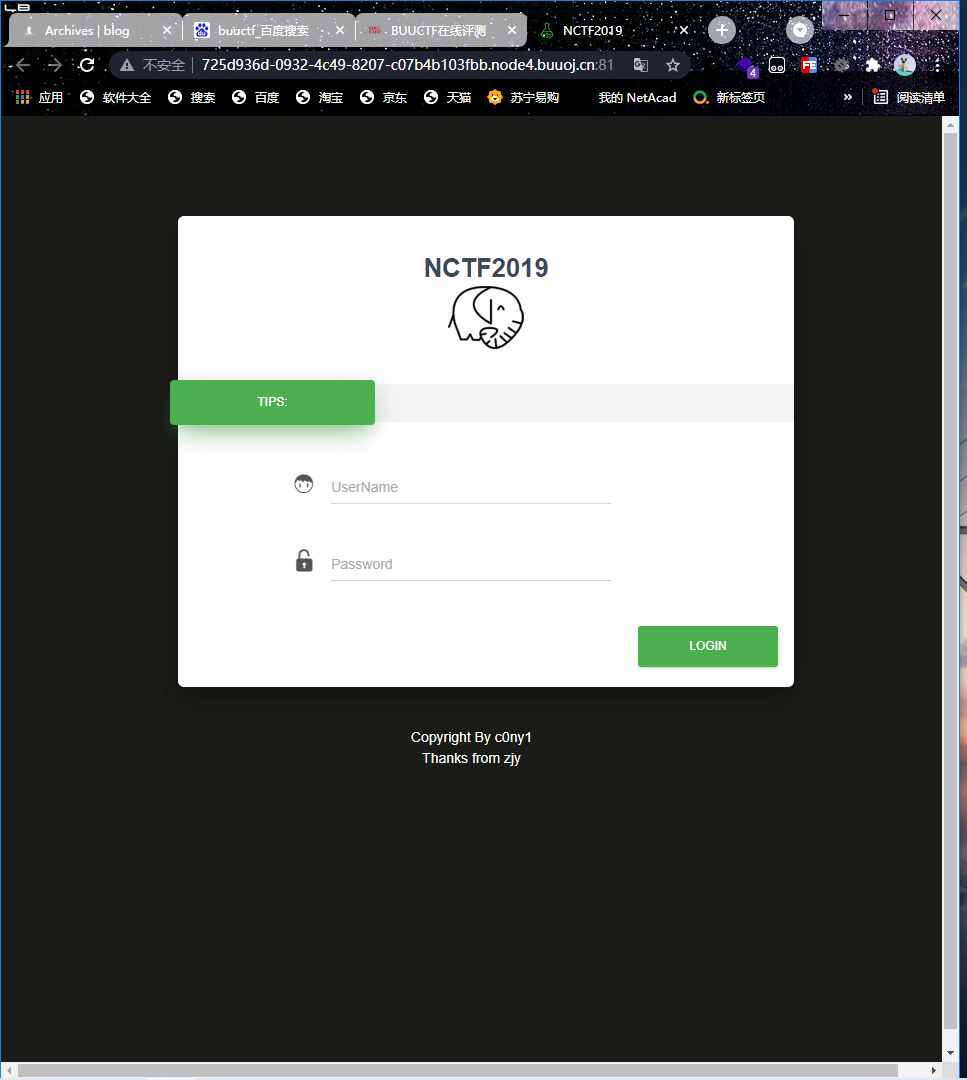 Archives | blog
buuctf_百度搜索
BUUCTF在线评测
NCTF2019
不安全
725d936d-0932-4c49-8207-c07b4b103fbb.node4.buuoj.cn:81
FE
4
应用
软件大全
搜索
百度
淘宝
京东
天猫
苏宁易购
我的 NetAcad
新标签页
»
阅读清单
NCTF2019
TIPS:
UserName
Password
LOGIN
Copyright By c0ny1
Thanks from zjy